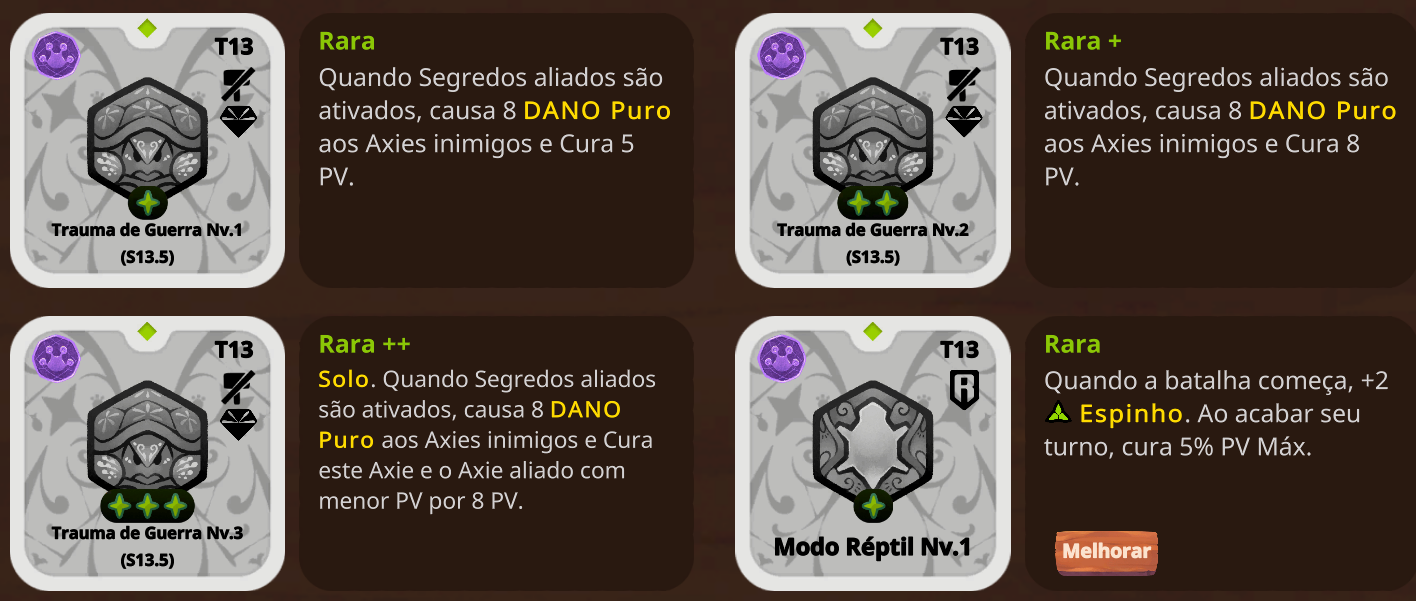 T13
Trauma de Guerra Nv.1
(S13.5)
Rara
Quando Segredos aliados são
ativados, causa 8 DANO Puro
aos Axies inimigos e Cura 5
PV.
T13
Trauma de Guerra Nv.2
(S13.5)
Rara +
Quando Segredos aliados são
ativados, causa 8 DANO Puro
aos Axies inimigos e Cura 8
PV.
T13
Trauma de Guerra Nv.3
(S13.5)
Rara ++
Solo. Quando Segredos aliados
são ativados, causa 8 DANO
Puro aos Axies inimigos e Cura
este Axie e o Axie aliado com
menor PV por 8 PV.
T13
R
Modo Réptil Nv.1
Rara
Quando a batalha começa, +2
Espinho. Ao acabar seu
turno, cura 5% PV Máx.
Melhorar